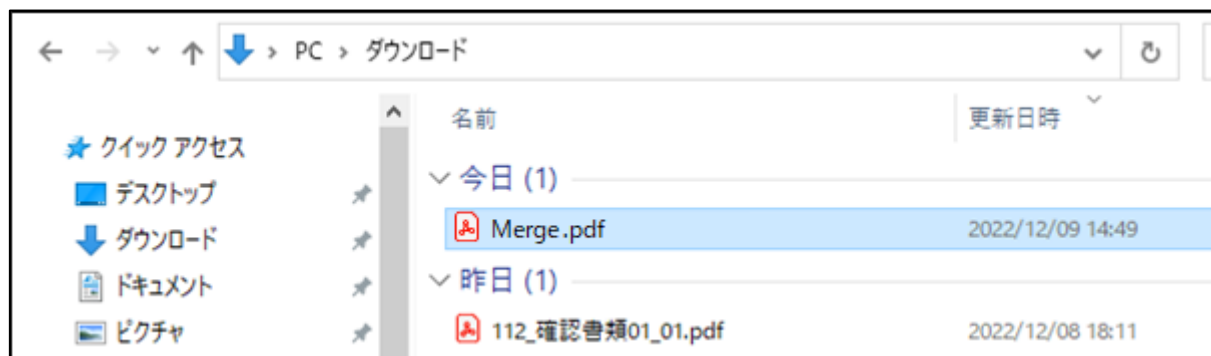 PC › ダウンロード
名前 更新日時
クイック アクセス
デスクトップ
ダウンロード
ドキュメント
ピクチャ
今日 (1)
Merge.pdf 2022/12/09 14:49
昨日 (1)
112_確認書類01_01.pdf 2022/12/08 18:11